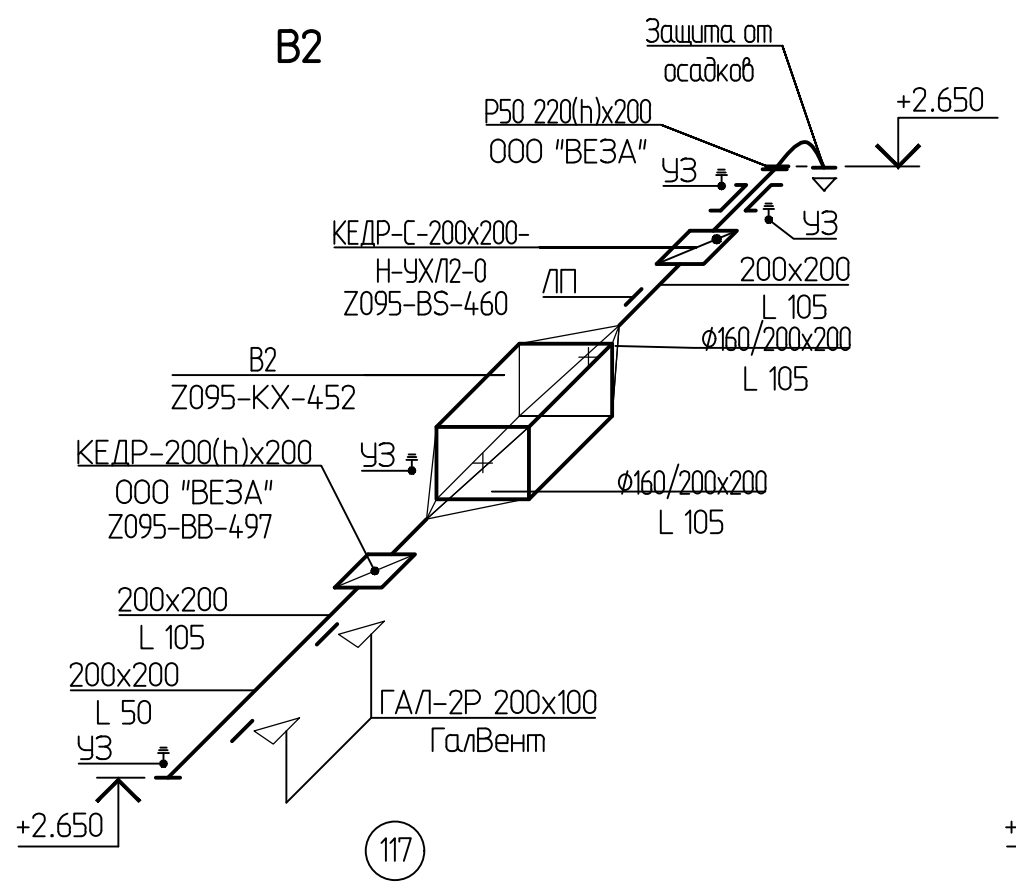 В2
Защита от
осадков
+2.650
Р50 220(h)х200
ООО "ВЕЗА"
УЗ
УЗ
КЕДР-С-200х200-
Н-УХЛ2-0
Z095-BS-460
ЛП
200х200
L 105
ϕ160/200х200
L 105
В2
Z095-KX-452
КЕДР-200(h)х200
ООО "ВЕЗА"
Z095-BB-497
УЗ
ϕ160/200х200
L 105
200х200
L 105
200х200
L 50
ГАЛ-2Р 200х100
ГалВент
УЗ
+2.650
117
+